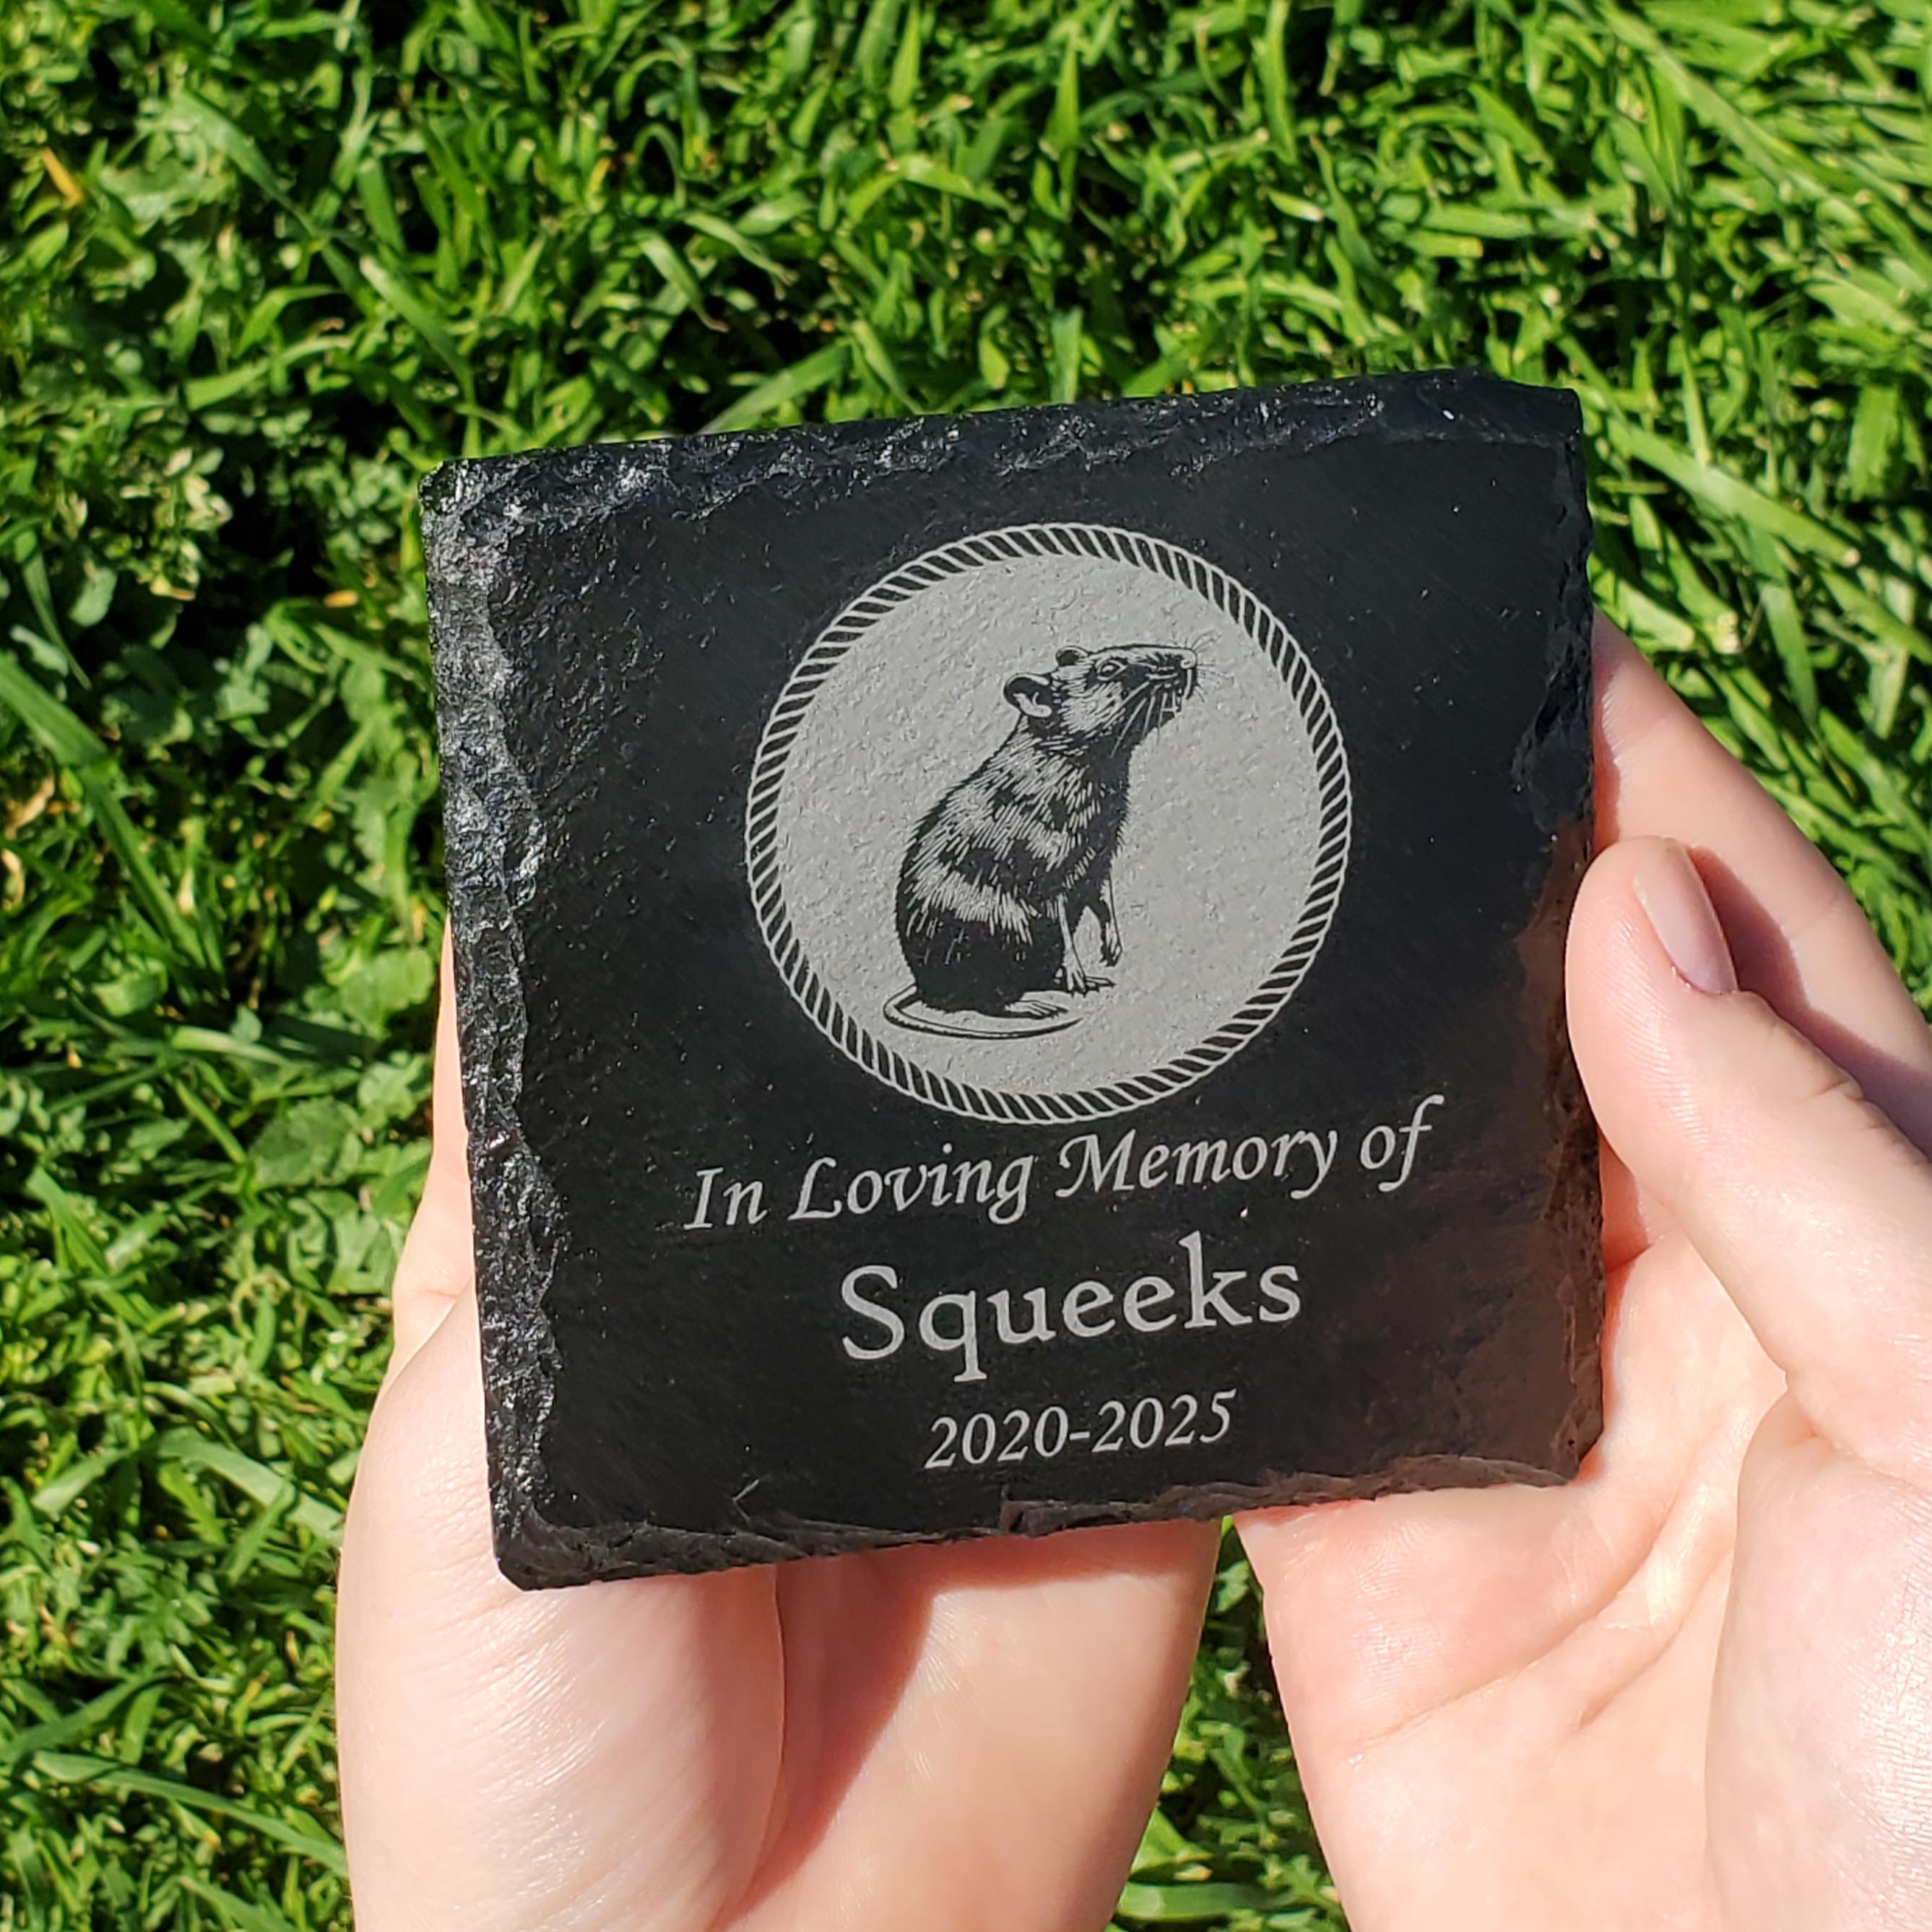 In Loving Memory of
Squeeks
2020-2025